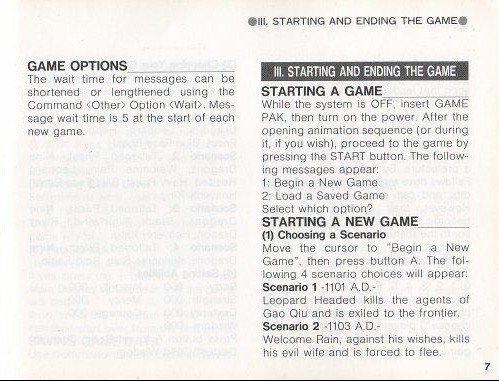 ●III. STARTING AND ENDING THE GAME●
GAME OPTIONS
The wait time for messages can be
shortened or lengthened using the
Command <Other> Option <Wait>. Mes-
sage wait time is 5 at the start of each
new game.
III. STARTING AND ENDING THE GAME
STARTING A GAME
While the system is OFF, insert GAME
PAK, then turn on the power. After the
opening animation sequence (or during
it, if you wish), proceed to the game by
pressing the START button. The follow-
ing messages appear:
1: Begin a New Game
2: Load a Saved Game
Select which option?
STARTING A NEW GAME
(1) Choosing a Scenario
Move the cursor to "Begin a New
Game", then press button A. The fol-
lowing 4 scenario choices will appear:
Scenario 1 -1101 A.D.-
Leopard Headed kills the agents of
Gao Qiu and is exiled to the frontier.
Scenario 2 -1103 A.D.-
Welcome Rain, against his wishes, kills
his evil wife and is forced to flee.
7